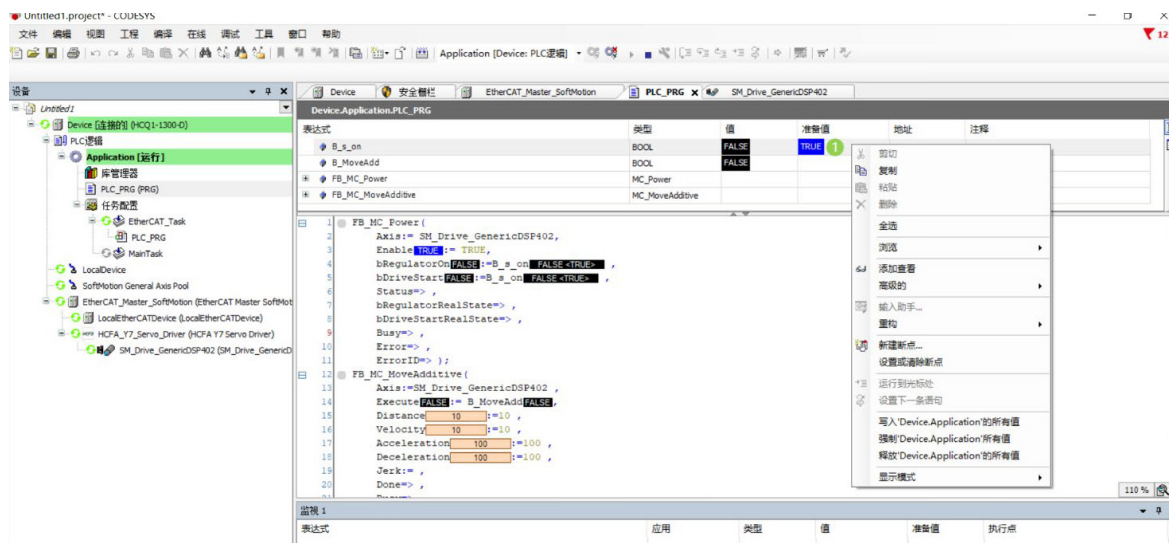 Untitled1.project* - CODESYS
文件 编辑 视图 工程 编译 在线 调试 工具 窗口 帮助
12
Application [Device: PLC逻辑]
设备
Device 安全栅栏 EtherCAT_Master_SoftMotion PLC_PRG SM_Drive_GenericDSP402
Untitled1
Device [连接的] (HCQ1-1300-D)
PLC逻辑
Application [运行]
库管理器
PLC_PRG (PRG)
任务配置
EtherCAT_Task
PLC_PRG
MainTask
LocalDevice
SoftMotion General Axis Pool
EtherCAT_Master_SoftMotion (EtherCAT Master SoftMot
LocalEtherCATDevice (LocalEtherCATDevice)
HCFA_Y7_Servo_Driver (HCFA Y7 Servo Driver)
SM_Drive_GenericDSP402 (SM_Drive_GenericD
Device.Application.PLC_PRG
表达式 类型 值 准备值 地址 注释
B_s_on BOOL FALSE TRUE 1
B_MoveAdd BOOL FALSE
FB_MC_Power MC_Power
FB_MC_MoveAdditive MC_MoveAdditive
1 FB_MC_Power(
2 Axis:= SM_Drive_GenericDSP402,
3 Enable TRUE := TRUE,
4 bRegulatorOn FALSE :=B_s_on FALSE<TRUE> ,
5 bDriveStart FALSE :=B_s_on FALSE<TRUE> ,
6 Status=> ,
7 bRegulatorRealState=> ,
8 bDriveStartRealState=> ,
9 Busy=> ,
10 Error=> ,
11 ErrorID=> );
12 FB_MC_MoveAdditive(
13 Axis:=SM_Drive_GenericDSP402 ,
14 Execute FALSE := B_MoveAdd FALSE,
15 Distance 10 :=10 ,
16 Velocity 10 :=10 ,
17 Acceleration 100 :=100 ,
18 Deceleration 100 :=100 ,
19 Jerk:= ,
20 Done=> ,
剪切
复制
粘贴
删除
全选
浏览
添加查看
高级的
输入助手...
重构
新建断点...
设置或清除断点
运行到光标处
设置下一条语句
写入'Device.Application'的所有值
强制'Device.Application'所有值
释放'Device.Application'的所有值
显示模式
110 %
监视 1
表达式 应用 类型 值 准备值 执行点